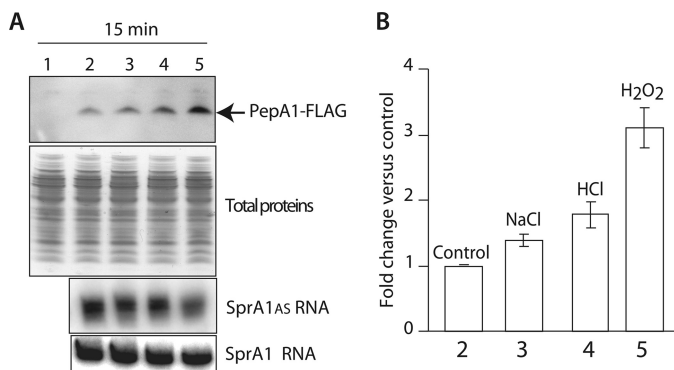 A
15 min
1 2 3 4 5
PepA1-FLAG
Total proteins
SprA1AS RNA
SprA1 RNA
B
Fold change versus control
4
3
2
1
0
Control
NaCl
HCl
H2O2
2 3 4 5